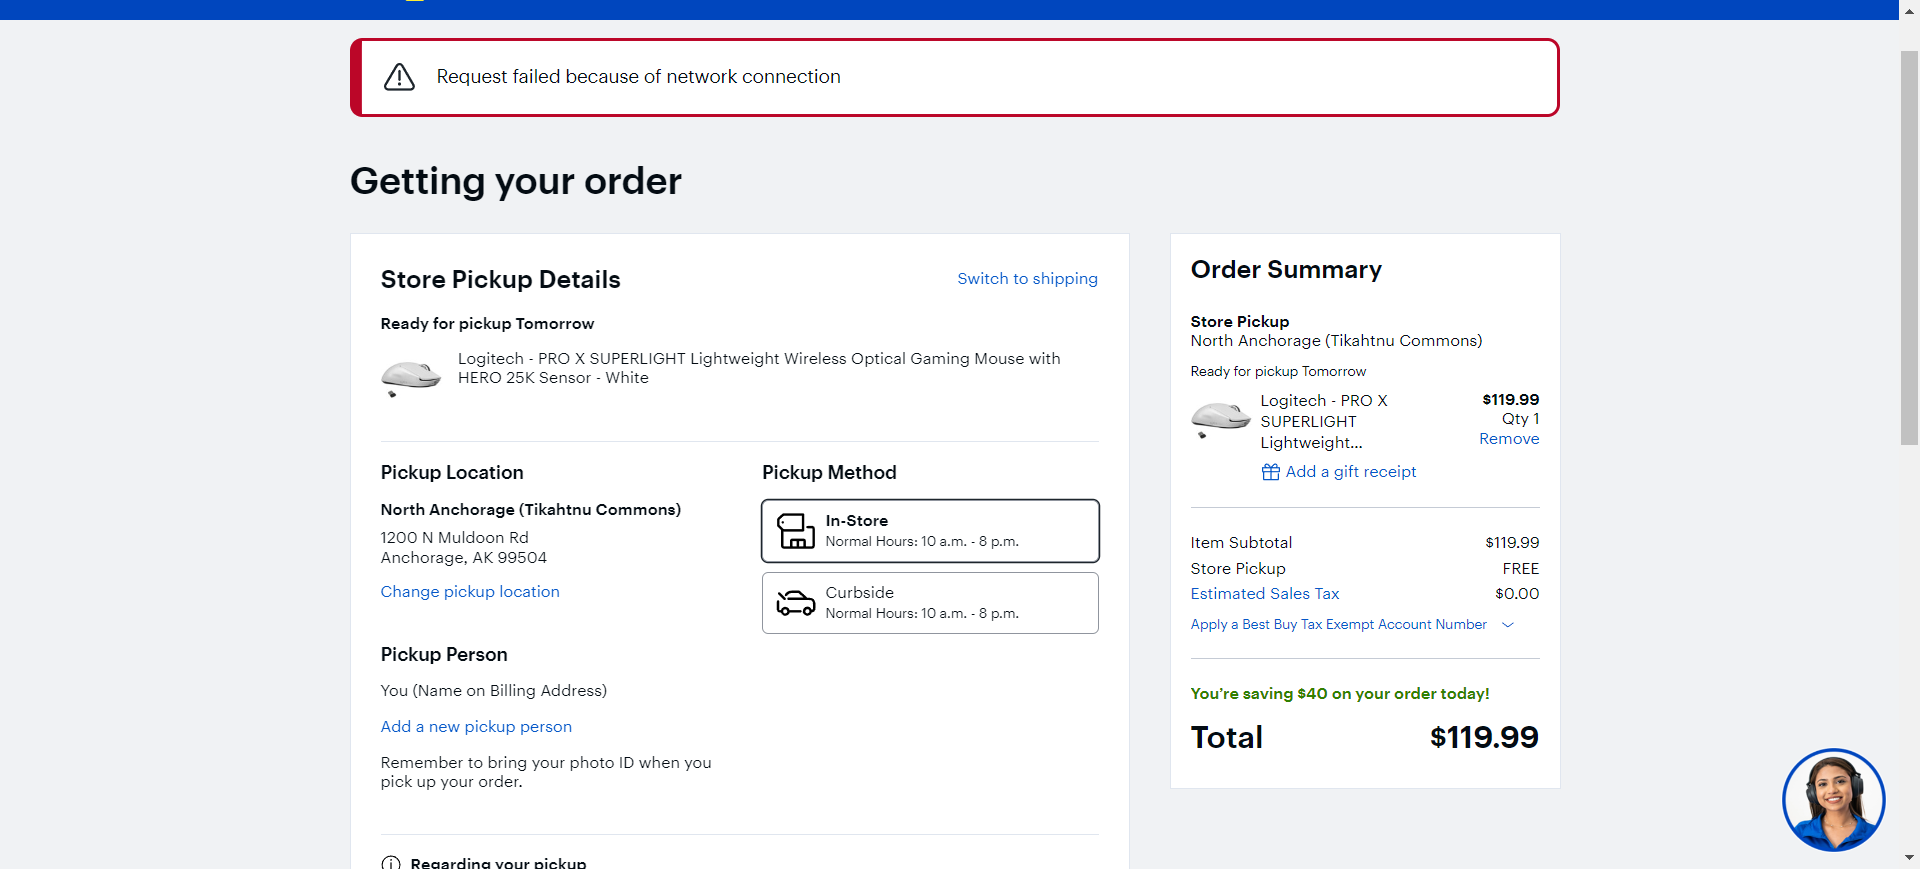 Request failed because of network connection
Getting your order
Store Pickup Details
Switch to shipping
Ready for pickup Tomorrow
Logitech - PRO X SUPERLIGHT Lightweight Wireless Optical Gaming Mouse with
HERO 25K Sensor - White
Pickup Location
North Anchorage (Tikahtnu Commons)
1200 N Muldoon Rd
Anchorage, AK 99504
Change pickup location
Pickup Method
In-Store
Normal Hours: 10 a.m. - 8 p.m.
Curbside
Normal Hours: 10 a.m. - 8 p.m.
Pickup Person
You (Name on Billing Address)
Add a new pickup person
Remember to bring your photo ID when you
pick up your order.
Regarding your pickup
Order Summary
Store Pickup
North Anchorage (Tikahtnu Commons)
Ready for pickup Tomorrow
Logitech - PRO X
SUPERLIGHT
Lightweight...
$119.99
Qty 1
Remove
Add a gift receipt
Item Subtotal $119.99
Store Pickup FREE
Estimated Sales Tax $0.00
Apply a Best Buy Tax Exempt Account Number
You’re saving $40 on your order today!
Total $119.99